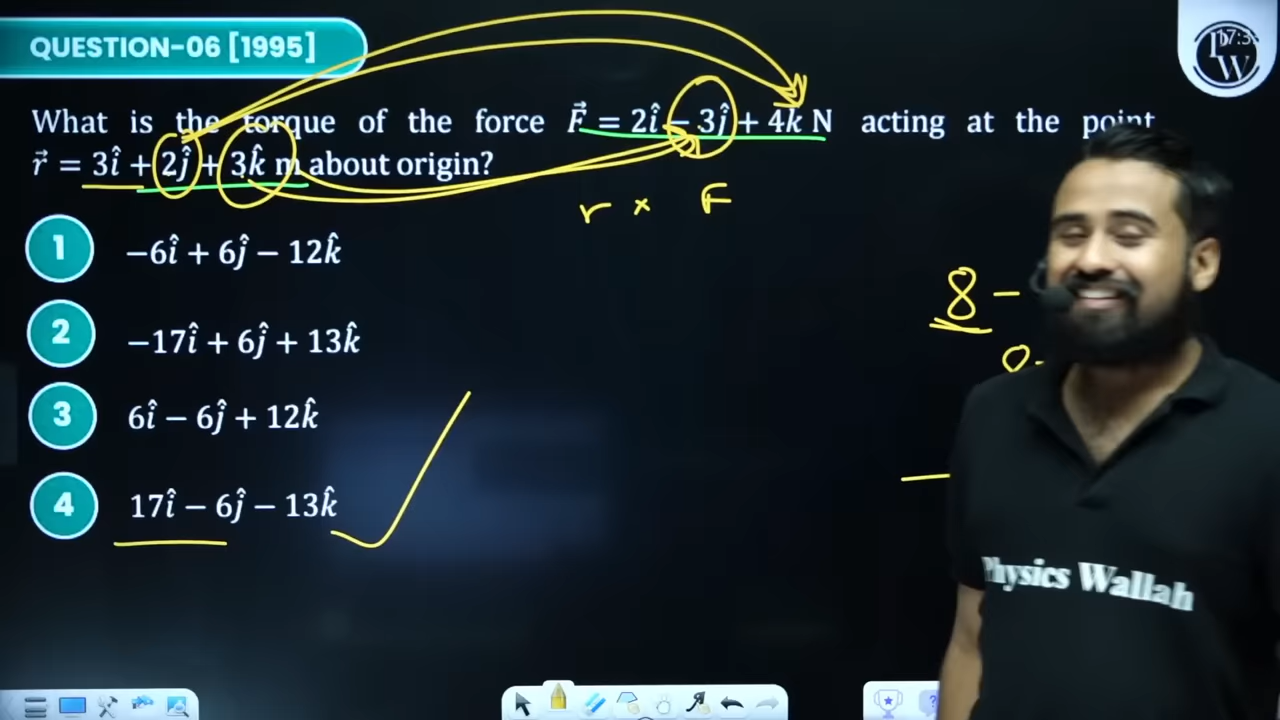 QUESTION-06 [1995]
What is the torque of the force F⃗ = 2î − 3ĵ + 4k̂ N acting at the point
r⃗ = 3î + 2ĵ + 3k̂ m about origin?
r × F
1 −6î + 6ĵ − 12k̂
2 −17î + 6ĵ + 13k̂
3 6î − 6ĵ + 12k̂
4 17î − 6ĵ − 13k̂
8 −
Physics Wallah